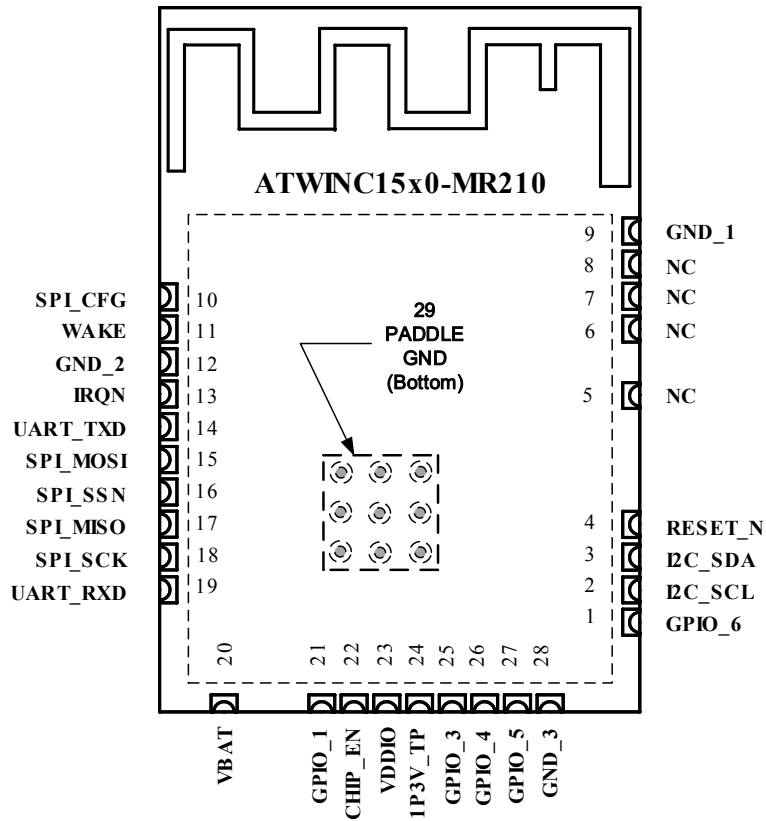 ATWINC15x0-MR210
9 GND_1
8 NC
7 NC
6 NC
5 NC
4 RESET_N
3 I2C_SDA
2 I2C_SCL
1 GPIO_6
29
PADDLE
GND
(Bottom)
SPI_CFG 10
WAKE 11
GND_2 12
IRQN 13
UART_TXD 14
SPI_MOSI 15
SPI_SSN 16
SPI_MISO 17
SPI_SCK 18
UART_RXD 19
20 VBAT
21 GPIO_1
22 CHIP_EN
23 VDDIO
24 1P3V_TP
25 GPIO_3
26 GPIO_4
27 GPIO_5
28 GND_3